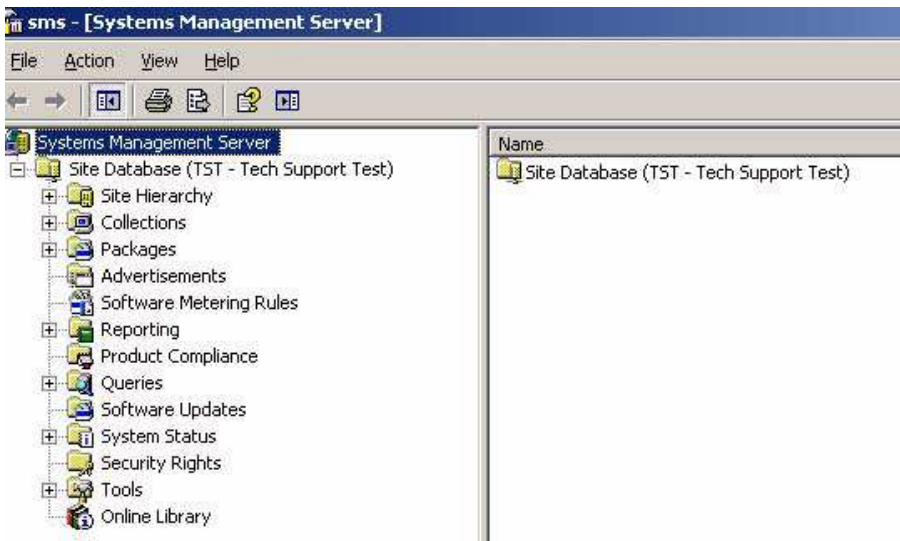 sms - [Systems Management Server]
File Action View Help
Systems Management Server
Site Database (TST - Tech Support Test)
Site Hierarchy
Collections
Packages
Advertisements
Software Metering Rules
Reporting
Product Compliance
Queries
Software Updates
System Status
Security Rights
Tools
Online Library
Name
Site Database (TST - Tech Support Test)